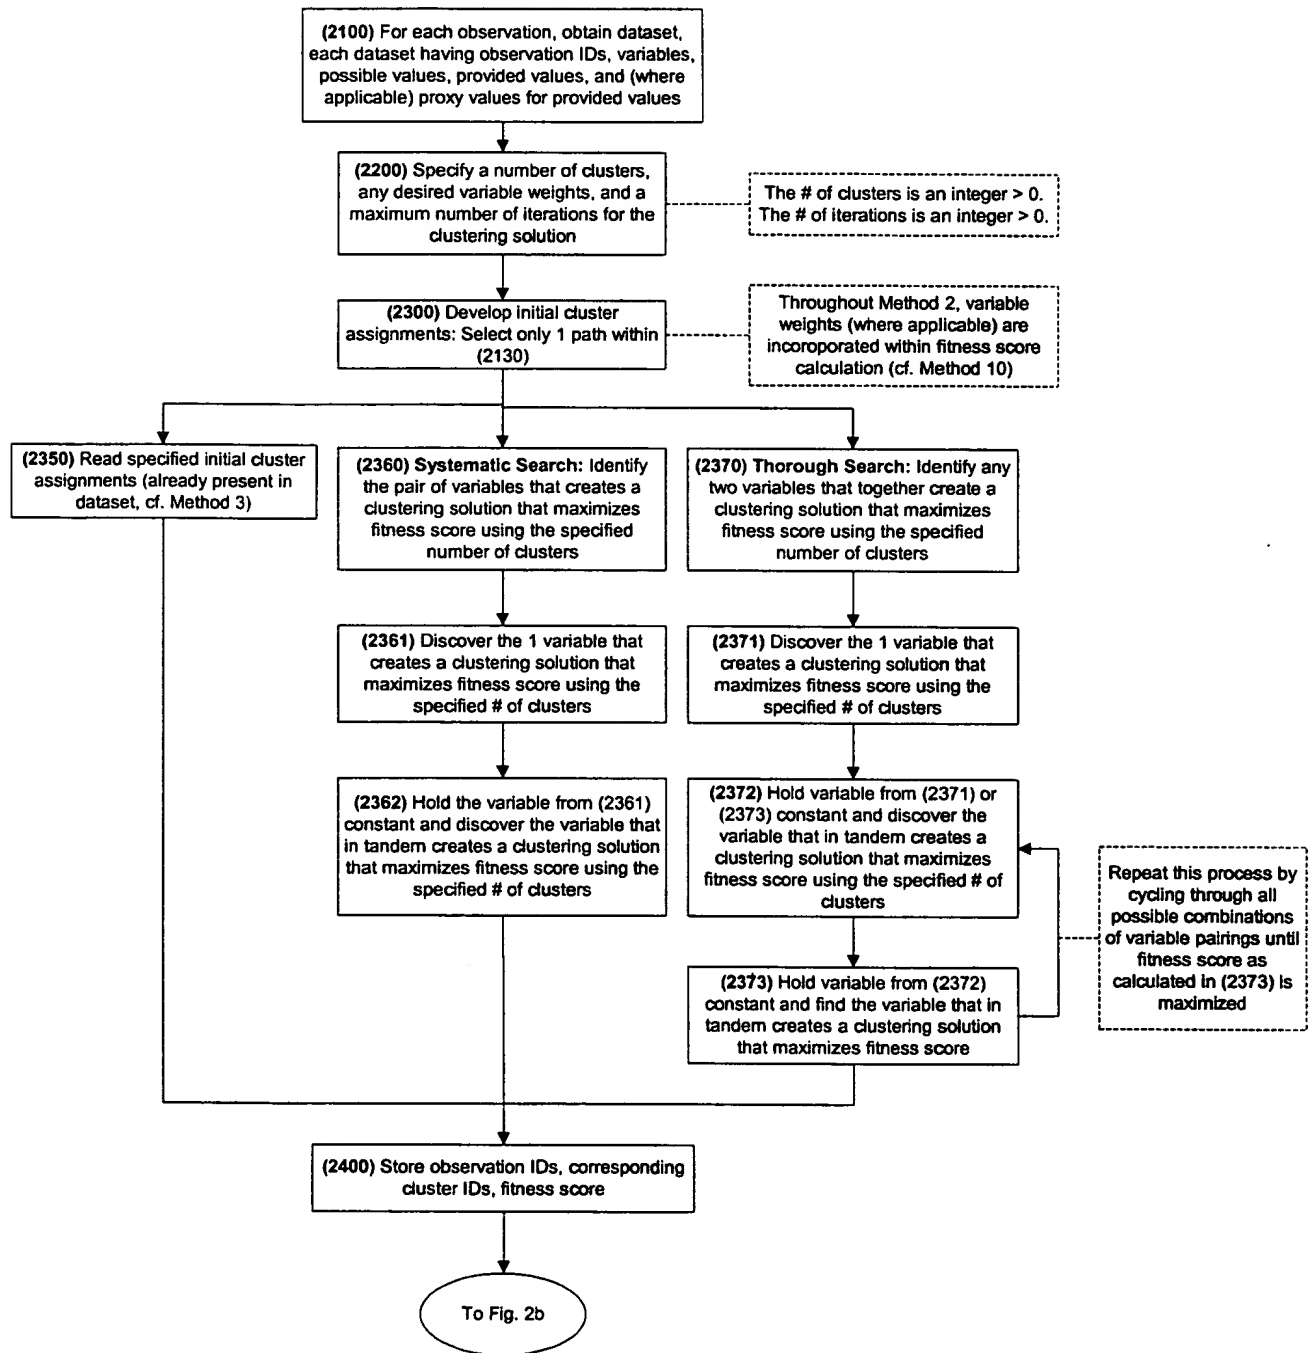 (2100) For each observation, obtain dataset,
each dataset having observation IDs, variables,
possible values, provided values, and (where
applicable) proxy values for provided values
(2200) Specify a number of clusters,
any desired variable weights, and a
maximum number of iterations for the
clustering solution
The # of clusters is an integer > 0.
The # of iterations is an integer > 0.
(2300) Develop initial cluster
assignments: Select only 1 path within
(2130)
Throughout Method 2, variable
weights (where applicable) are
incoroporated within fitness score
calculation (cf. Method 10)
(2350) Read specified initial cluster
assignments (already present in
dataset, cf. Method 3)
(2360) Systematic Search: Identify
the pair of variables that creates a
clustering solution that maximizes
fitness score using the specified
number of clusters
(2370) Thorough Search: Identify any
two variables that together create a
clustering solution that maximizes
fitness score using the specified
number of clusters
(2361) Discover the 1 variable that
creates a clustering solution that
maximizes fitness score using the
specified # of clusters
(2371) Discover the 1 variable that
creates a clustering solution that
maximizes fitness score using the
specified # of clusters
(2362) Hold the variable from (2361)
constant and discover the variable that
in tandem creates a clustering solution
that maximizes fitness score using the
specified # of clusters
(2372) Hold variable from (2371) or
(2373) constant and discover the
variable that in tandem creates a
clustering solution that maximizes
fitness score using the specified # of
clusters
Repeat this process by
cycling through all
possible combinations
of variable pairings until
fitness score as
calculated in (2373) is
maximized
(2373) Hold variable from (2372)
constant and find the variable that in
tandem creates a clustering solution
that maximizes fitness score
(2400) Store observation IDs, corresponding
cluster IDs, fitness score
To Fig. 2b